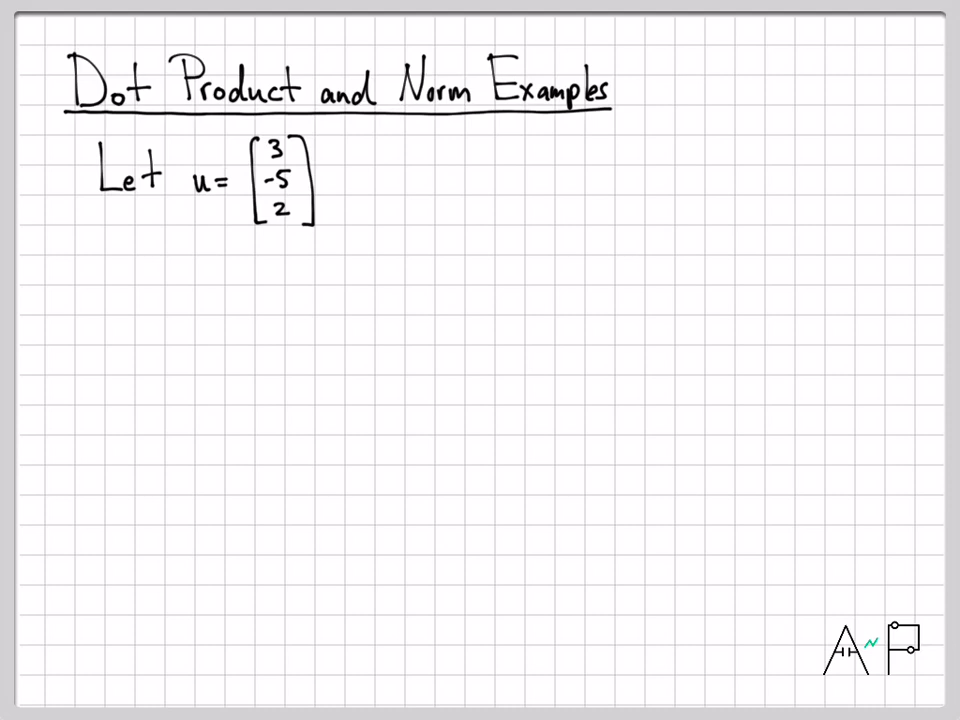 Dot Product and Norm Examples
Let u = [3
-5
2]
A P